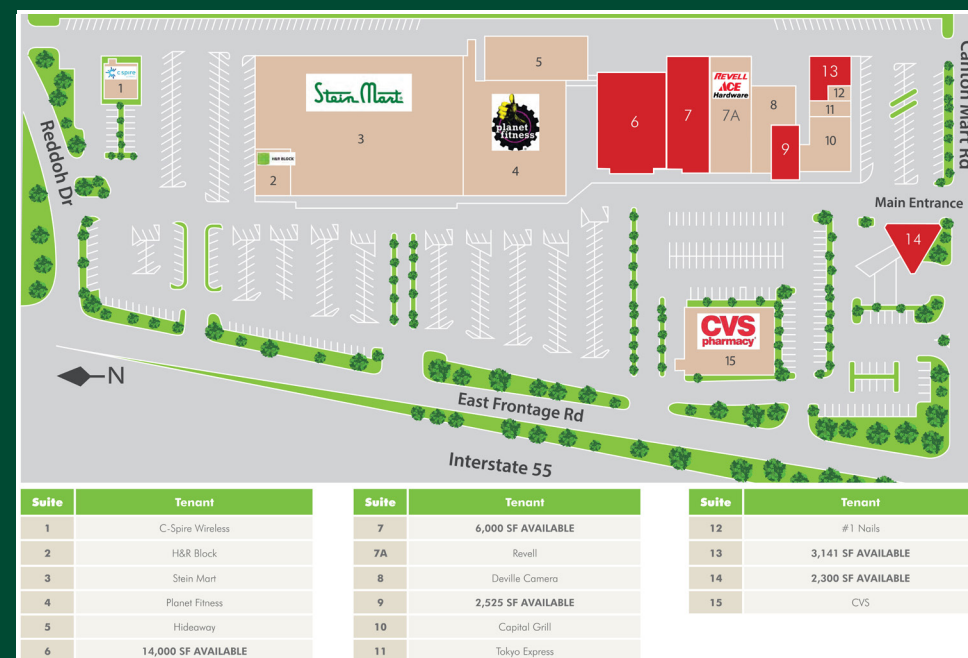 C spire
1
Stein Mart
3
H&R BLOCK
2
5
planet
fitness
4
6
7
REVELL
ACE
Hardware
7A
8
9
13
12
11
10
Reddoh Dr
Canton Mart Rd
Main Entrance
14
CVS
pharmacy
15
N
East Frontage Rd
Interstate 55
Suite Tenant
1 C-Spire Wireless
2 H&R Block
3 Stein Mart
4 Planet Fitness
5 Hideaway
6 14,000 SF AVAILABLE
Suite Tenant
7 6,000 SF AVAILABLE
7A Revell
8 Deville Camera
9 2,525 SF AVAILABLE
10 Capital Grill
11 Tokyo Express
Suite Tenant
12 #1 Nails
13 3,141 SF AVAILABLE
14 2,300 SF AVAILABLE
15 CVS